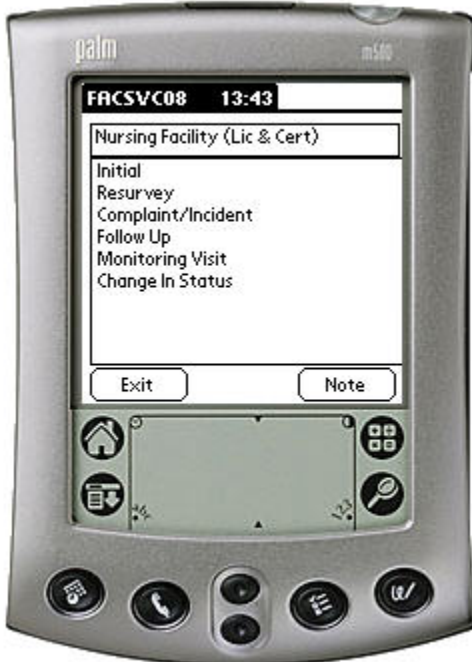 palm
m500
FACSVC08 13:43
Nursing Facility (Lic & Cert)
Initial
Resurvey
Complaint/Incident
Follow Up
Monitoring Visit
Change In Status
Exit Note